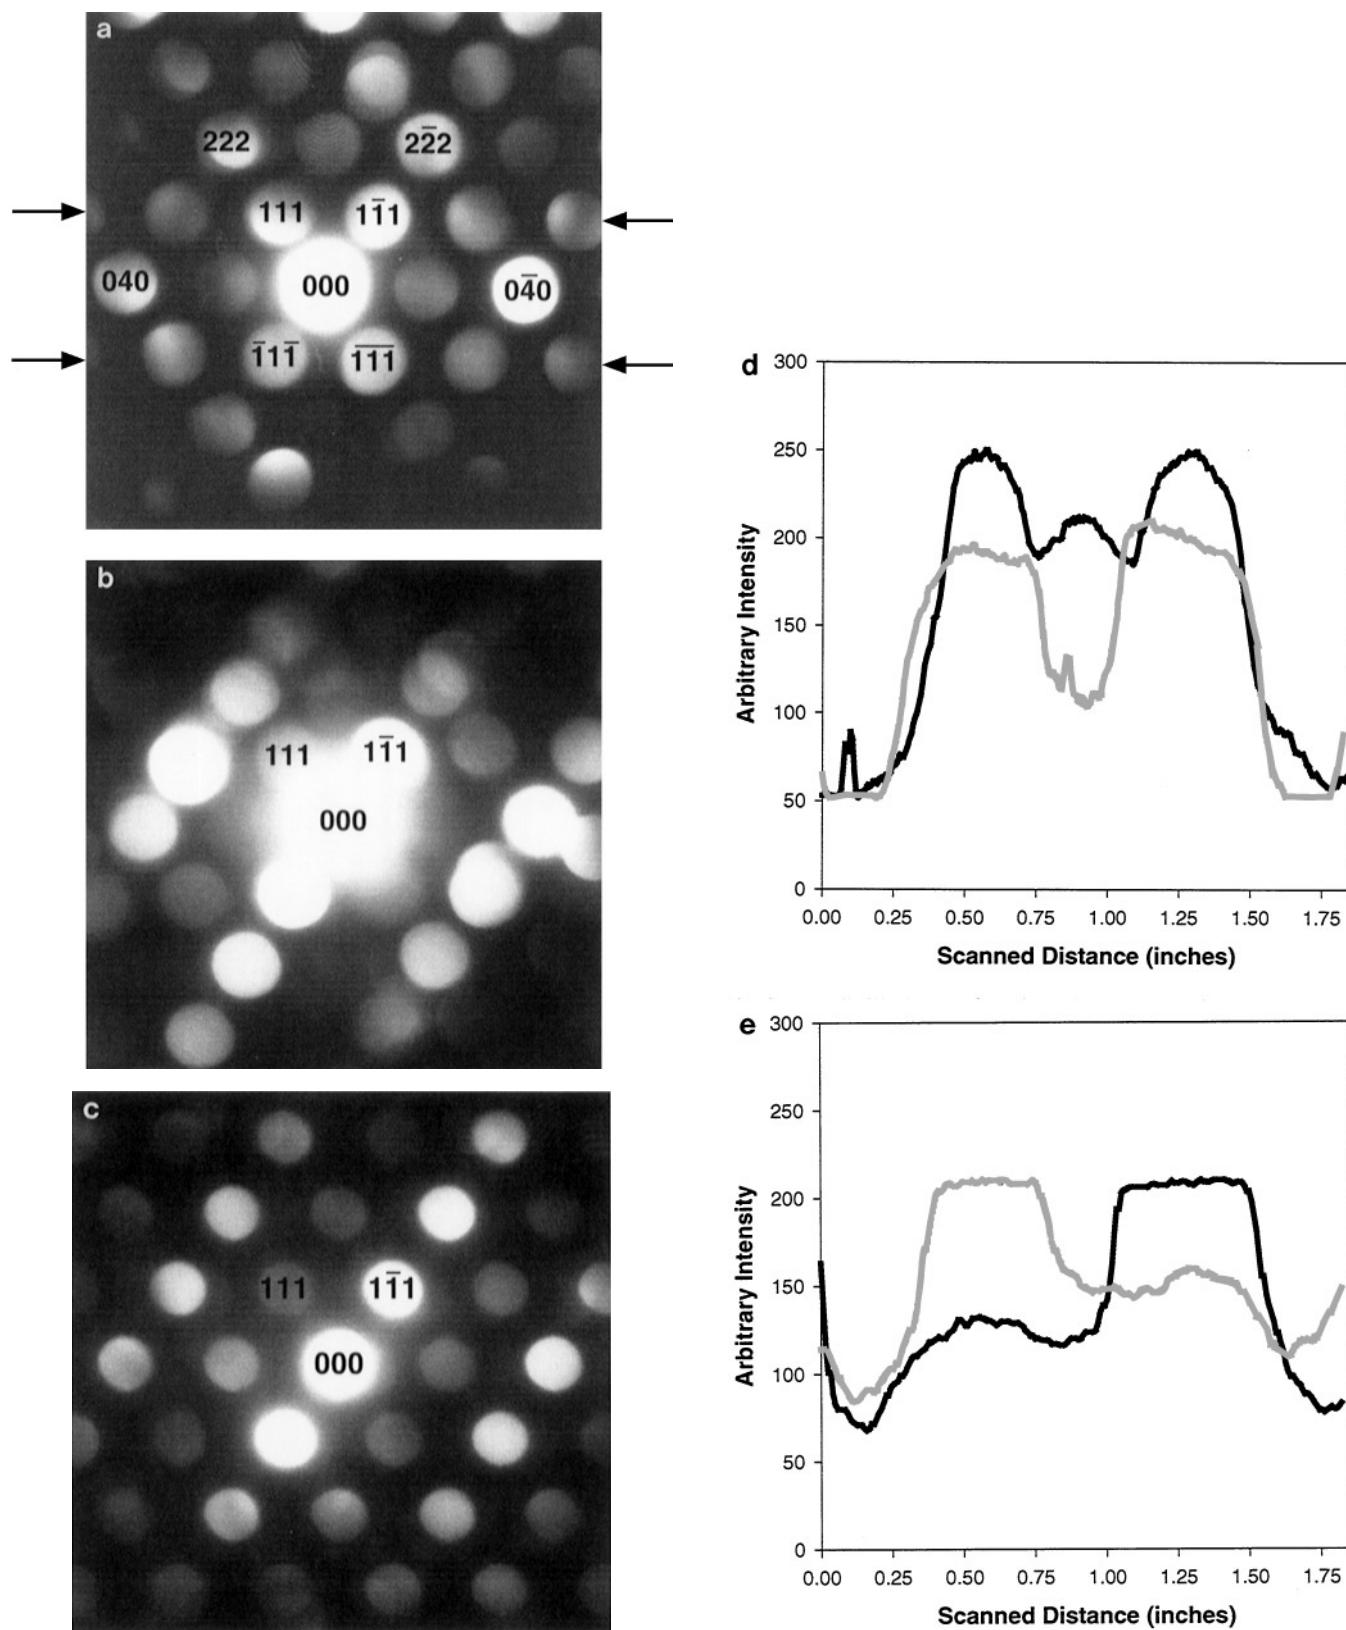 a
222
22̅2
111
11̅1
000
040
04̅0
1̅11̅
1̅1̅1̅
b
111
11̅1
000
c
111
11̅1
000
d
300
250
200
150
100
50
0
Arbitrary Intensity
0.00 0.25 0.50 0.75 1.00 1.25 1.50 1.75
Scanned Distance (inches)
e
300
250
200
150
100
50
0
Arbitrary Intensity
0.00 0.25 0.50 0.75 1.00 1.25 1.50 1.75
Scanned Distance (inches)